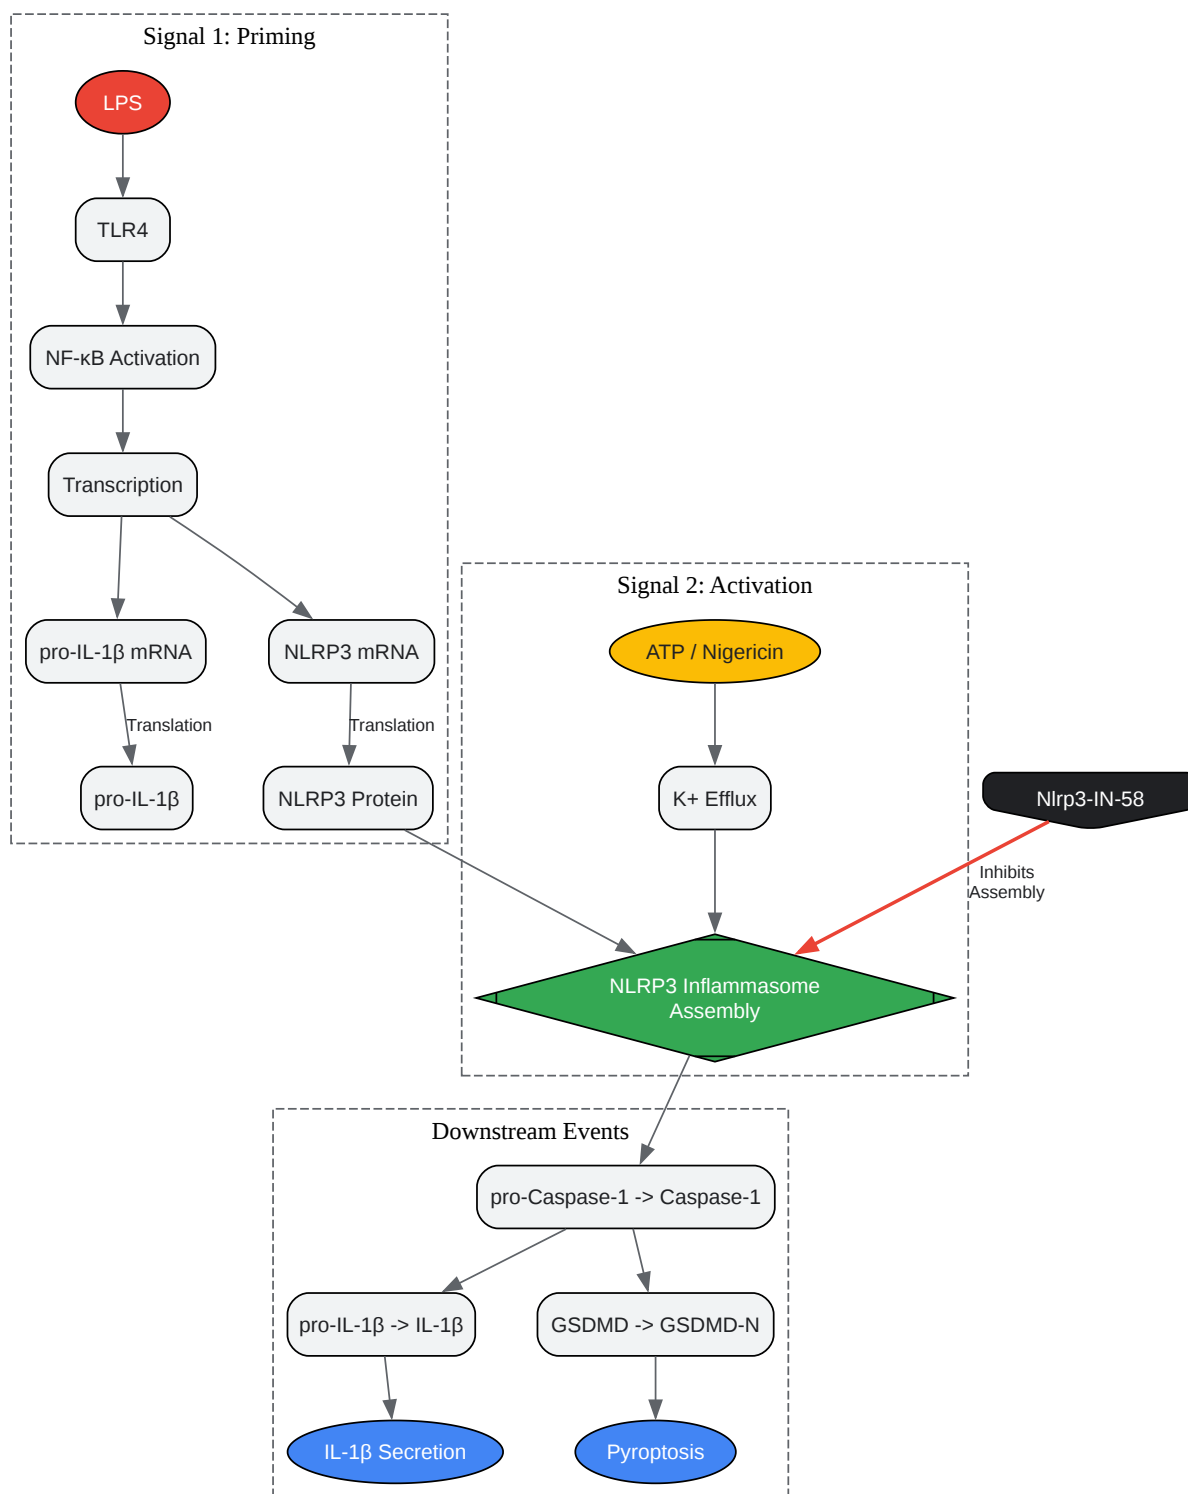 Signal 1: Priming
LPS
TLR4
NF-κB Activation
Transcription
pro-IL-1β mRNA
NLRP3 mRNA
Translation
Translation
pro-IL-1β
NLRP3 Protein
Signal 2: Activation
ATP / Nigericin
K+ Efflux
Nlrp3-IN-58
Inhibits
Assembly
NLRP3 Inflammasome
Assembly
Downstream Events
pro-Caspase-1 -> Caspase-1
pro-IL-1β -> IL-1β
GSDMD -> GSDMD-N
IL-1β Secretion
Pyroptosis